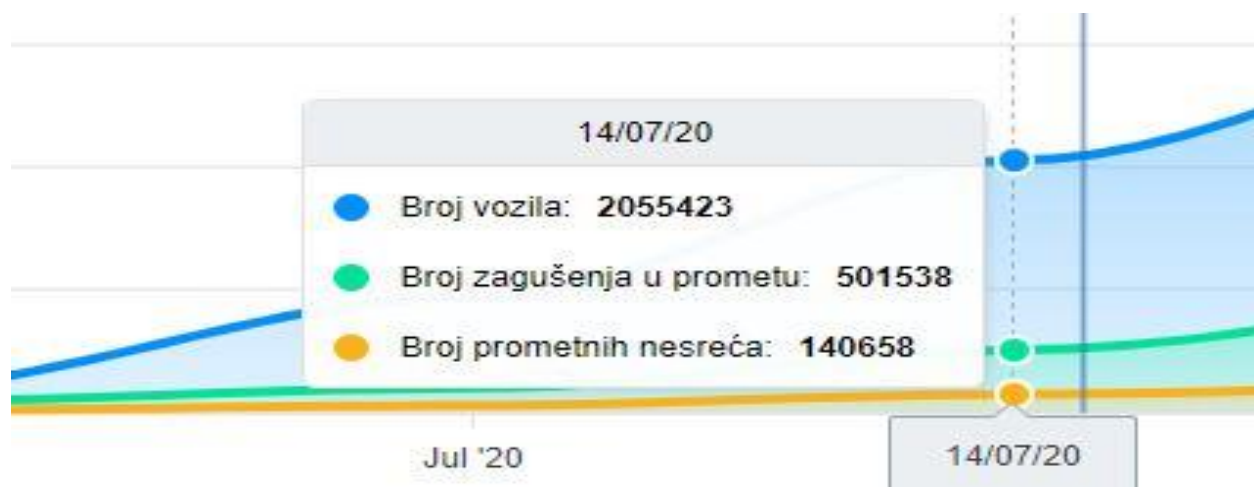 14/07/20
Broj vozila: 2055423
Broj zagušenja u prometu: 501538
Broj prometnih nesreća: 140658
Jul '20
14/07/20